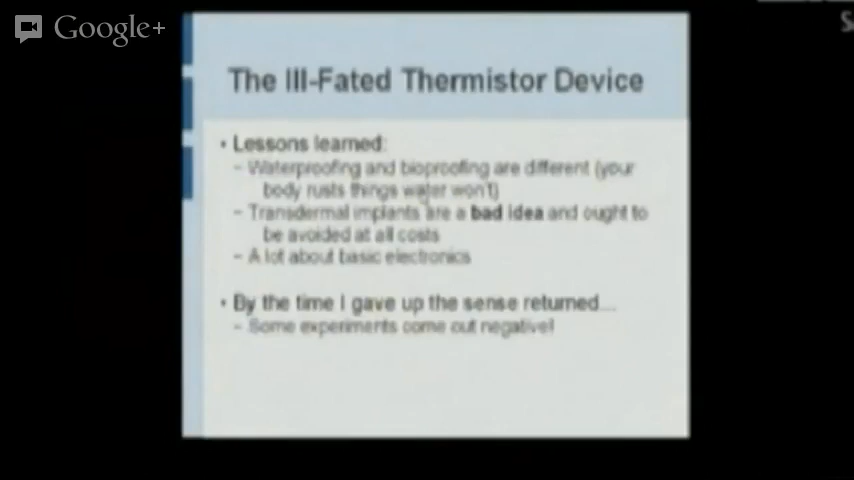 Google+
S
The Ill-Fated Thermistor Device
• Lessons learned:
– Waterproofing and bioproofing are different (your
body rusts things water won't)
– Transdermal implants are a bad idea and ought to
be avoided at all costs
– A lot about basic electronics
• By the time I gave up the sense returned...
– Some experiments come out negative!